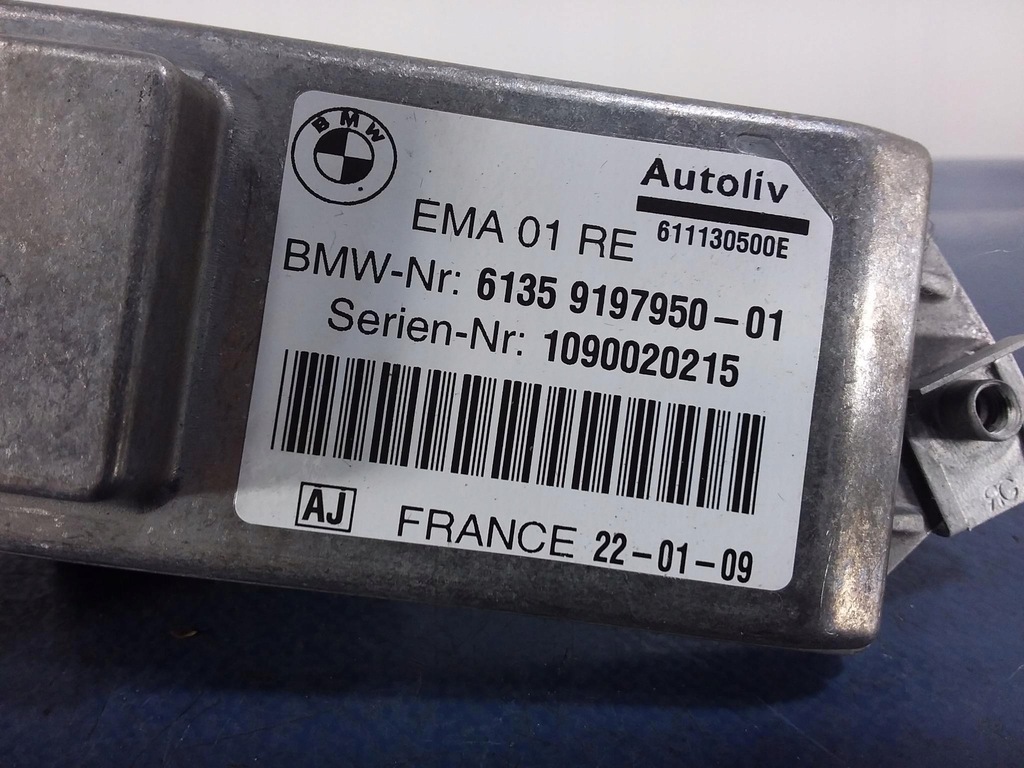 BMW
Autoliv
611130500E
EMA 01 RE
BMW-Nr: 6135 9197950-01
Serien-Nr: 1090020215
AJ
FRANCE 22-01-09